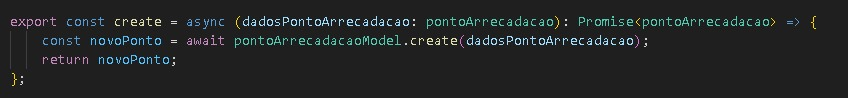 export const create = async (dadosPontoArrecadacao: pontoArrecadacao): Promise<pontoArrecadacao> => {
    const novoPonto = await pontoArrecadacaoModel.create(dadosPontoArrecadacao);
    return novoPonto;
};